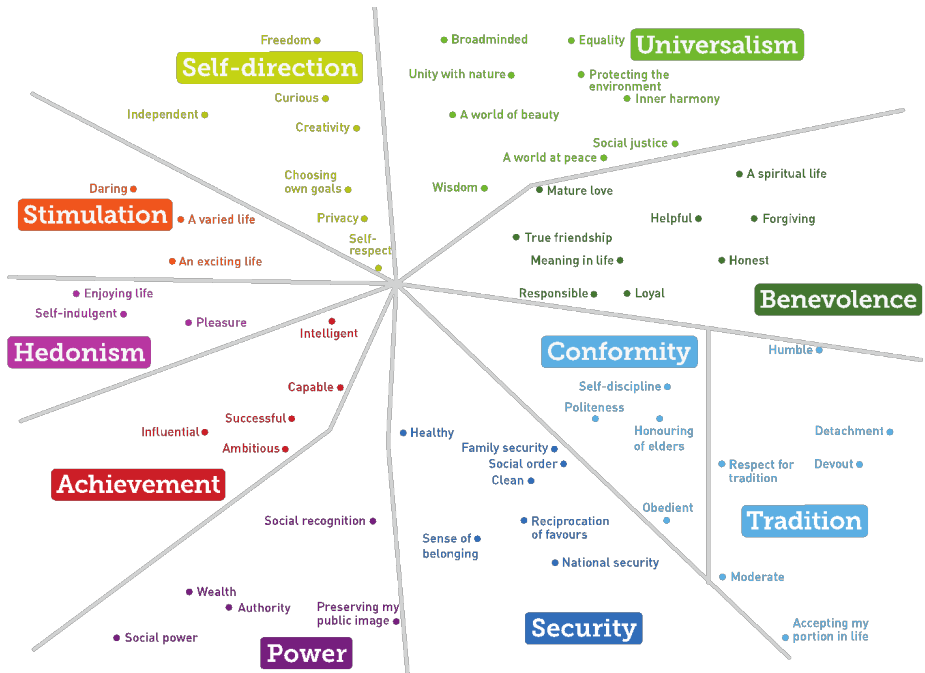 Freedom
Self-direction
Curious
Independent
Creativity
Choosing
own goals
Privacy
Self-
respect
Broadminded
Equality
Universalism
Unity with nature
Protecting the
environment
Inner harmony
A world of beauty
Social justice
A world at peace
Wisdom
Daring
Stimulation
A varied life
An exciting life
Mature love
A spiritual life
Helpful
Forgiving
True friendship
Meaning in life
Honest
Responsible
Loyal
Benevolence
Enjoying life
Self-indulgent
Pleasure
Hedonism
Intelligent
Capable
Successful
Influential
Ambitious
Achievement
Conformity
Self-discipline
Politeness
Honouring
of elders
Obedient
Humble
Detachment
Respect for
tradition
Devout
Tradition
Moderate
Accepting my
portion in life
Healthy
Family security
Social order
Clean
Reciprocation
of favours
Sense of
belonging
National security
Security
Social recognition
Wealth
Authority
Preserving my
public image
Social power
Power